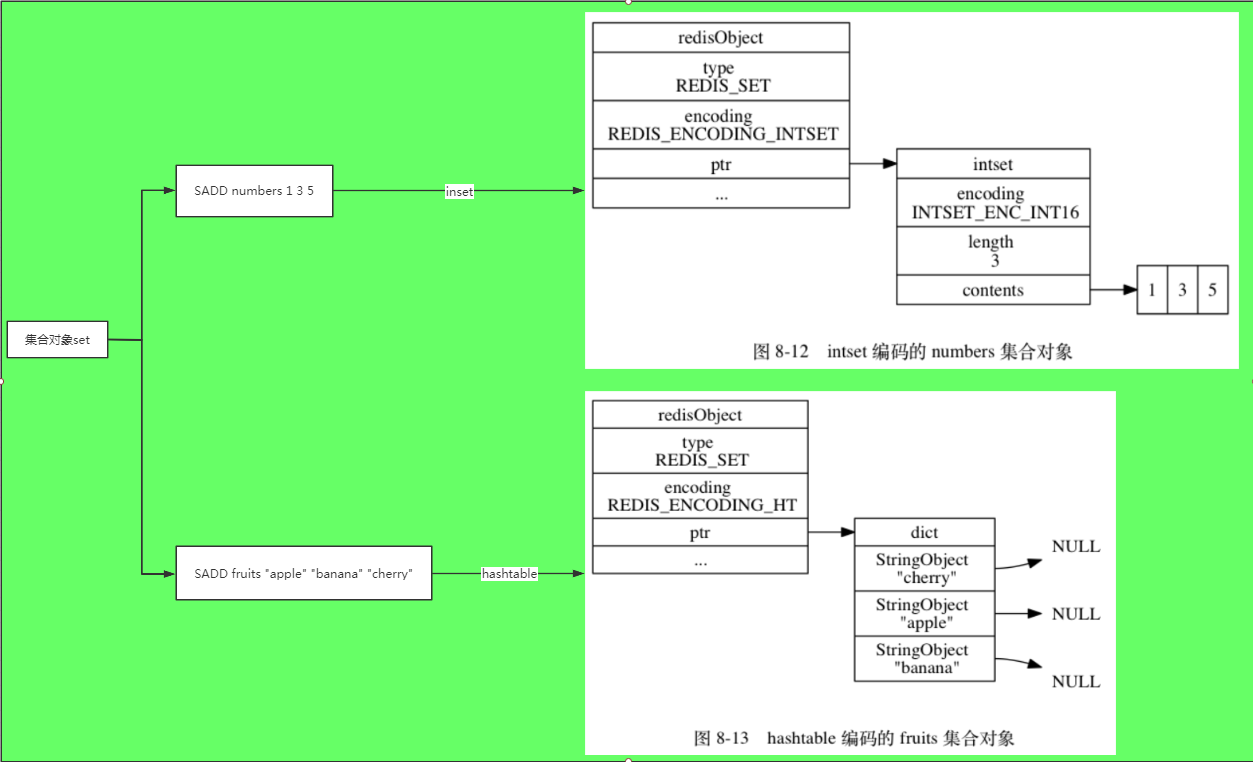 集合对象set
SADD numbers 1 3 5
inset
redisObject
type
REDIS_SET
encoding
REDIS_ENCODING_INTSET
ptr
...
intset
encoding
INTSET_ENC_INT16
length
3
contents
1 3 5
图 8-12 intset 编码的 numbers 集合对象
SADD fruits "apple" "banana" "cherry"
hashtable
redisObject
type
REDIS_SET
encoding
REDIS_ENCODING_HT
ptr
...
dict
StringObject
"cherry"
NULL
StringObject
"apple"
NULL
StringObject
"banana"
NULL
图 8-13 hashtable 编码的 fruits 集合对象